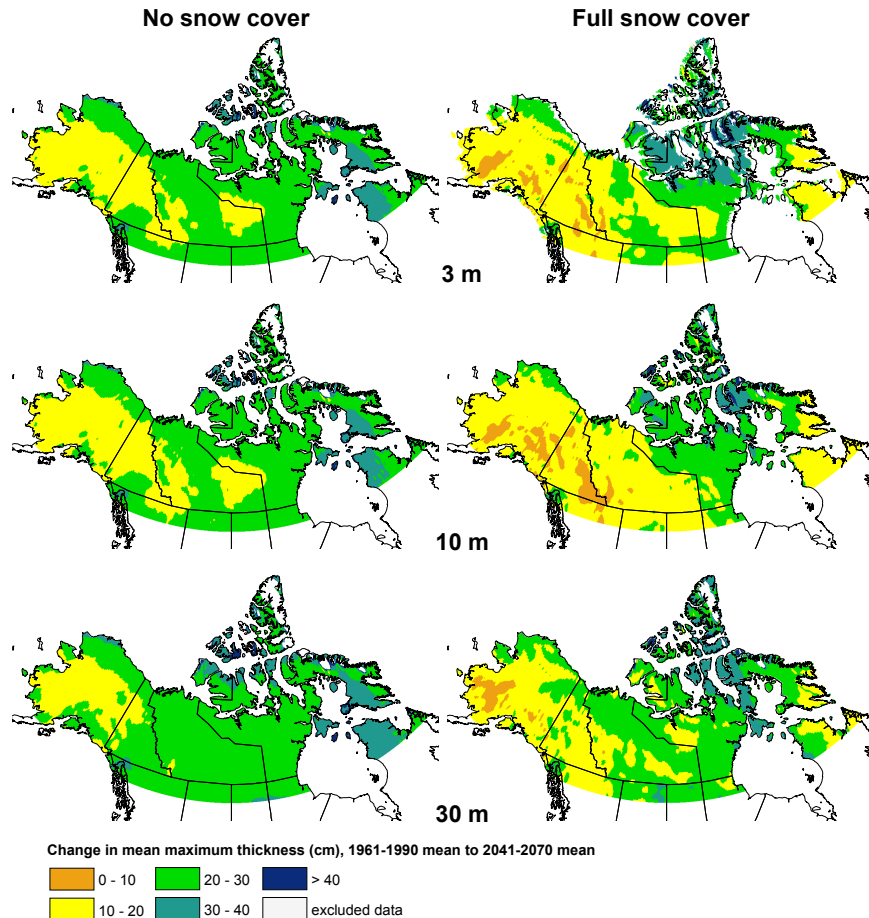 No snow cover
Full snow cover
3 m
10 m
30 m
Change in mean maximum thickness (cm), 1961-1990 mean to 2041-2070 mean
0 - 10
20 - 30
> 40
10 - 20
30 - 40
excluded data